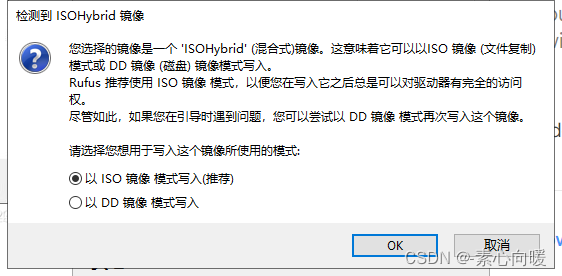 检测到 ISOHybrid 镜像
您选择的镜像是一个 'ISOHybrid' (混合式)镜像。这意味着它可以以ISO 镜像 (文件复制)
模式或 DD 镜像 (磁盘) 镜像模式写入。
Rufus 推荐使用 ISO 镜像 模式，以便您在写入它之后总是可以对驱动器有完全的访问
权。
尽管如此，如果您在引导时遇到问题，您可以尝试以 DD 镜像 模式再次写入这个镜像。
请选择您想用于写入这个镜像所使用的模式:
以 ISO 镜像 模式写入(推荐)
以 DD 镜像 模式写入
OK
取消
CSDN @-素心向暖